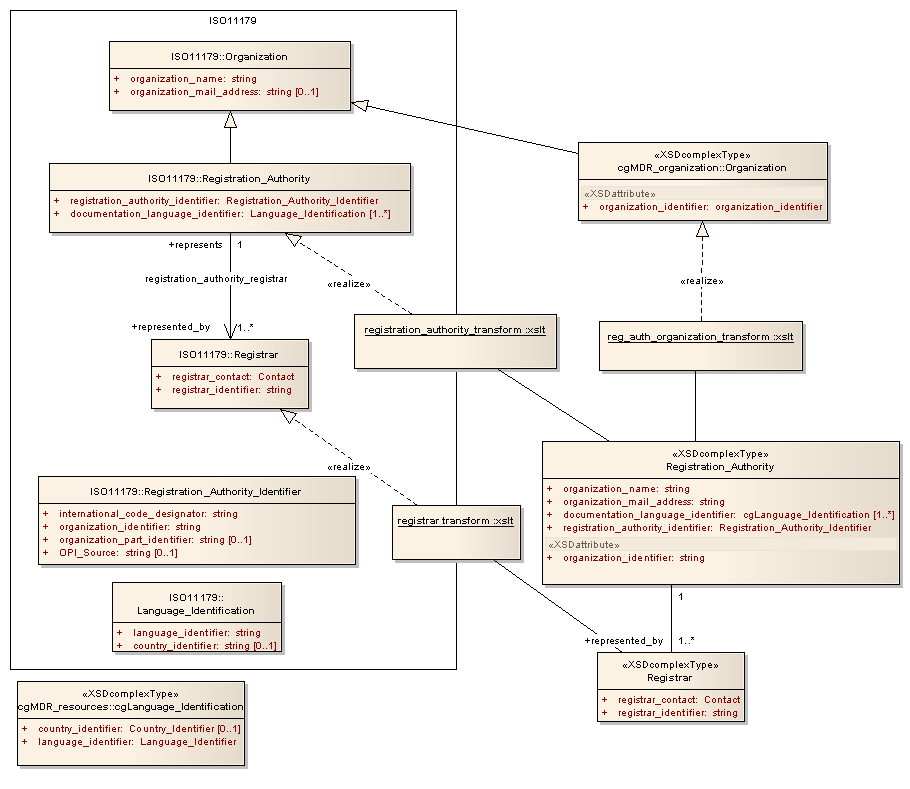 ISO11179
ISO11179::Organization
+ organization_name: string
+ organization_mail_address: string [0..1]
«XSDcomplexType»
cgMDR_organization::Organization
«XSDattribute»
+ organization_identifier: organization_identifier
ISO11179::Registration_Authority
+ registration_authority_identifier: Registration_Authority_Identifier
+ documentation_language_identifier: Language_Identification [1..*]
+represents 1
registration_authority_registrar
+represented_by 1..*
«realize»
«realize»
registration_authority_transform :xslt
reg_auth_organization_transform :xslt
ISO11179::Registrar
+ registrar_contact: Contact
+ registrar_identifier: string
«realize»
«XSDcomplexType»
Registration_Authority
+ organization_name: string
+ organization_mail_address: string
+ documentation_language_identifier: cgLanguage_Identification [1..*]
+ registration_authority_identifier: Registration_Authority_Identifier
«XSDattribute»
+ organization_identifier: string
ISO11179::Registration_Authority_Identifier
+ international_code_designator: string
+ organization_identifier: string
+ organization_part_identifier: string [0..1]
+ OPI_Source: string [0..1]
registrar transform :xslt
ISO11179::
Language_Identification
+ language_identifier: string
+ country_identifier: string [0..1]
1
+represented_by 1..*
«XSDcomplexType»
Registrar
+ registrar_contact: Contact
+ registrar_identifier: string
«XSDcomplexType»
cgMDR_resources::cgLanguage_Identification
+ country_identifier: Country_Identifier [0..1]
+ language_identifier: Language_Identifier